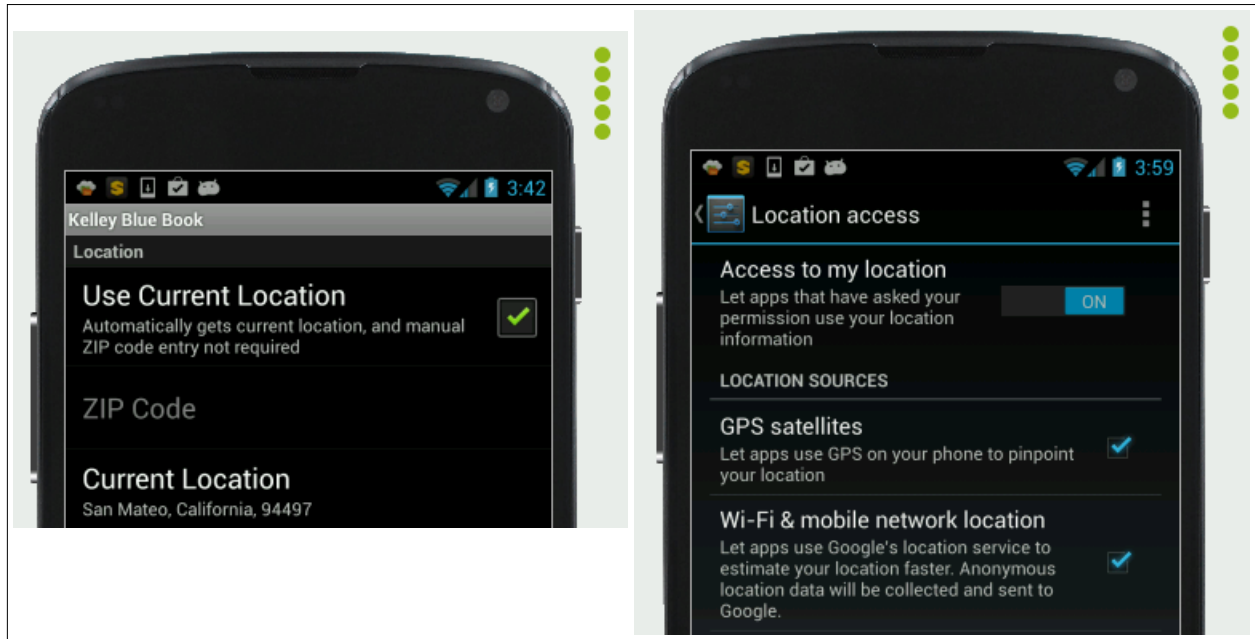 3:42
Kelley Blue Book
Location
Use Current Location
Automatically gets current location, and manual
ZIP code entry not required
ZIP Code
Current Location
San Mateo, California, 94497
S
3:59
Location access
Access to my location
Let apps that have asked your
permission use your location
information
ON
LOCATION SOURCES
GPS satellites
Let apps use GPS on your phone to pinpoint
your location
Wi-Fi & mobile network location
Let apps use Google's location service to
estimate your location faster. Anonymous
location data will be collected and sent to
Google.